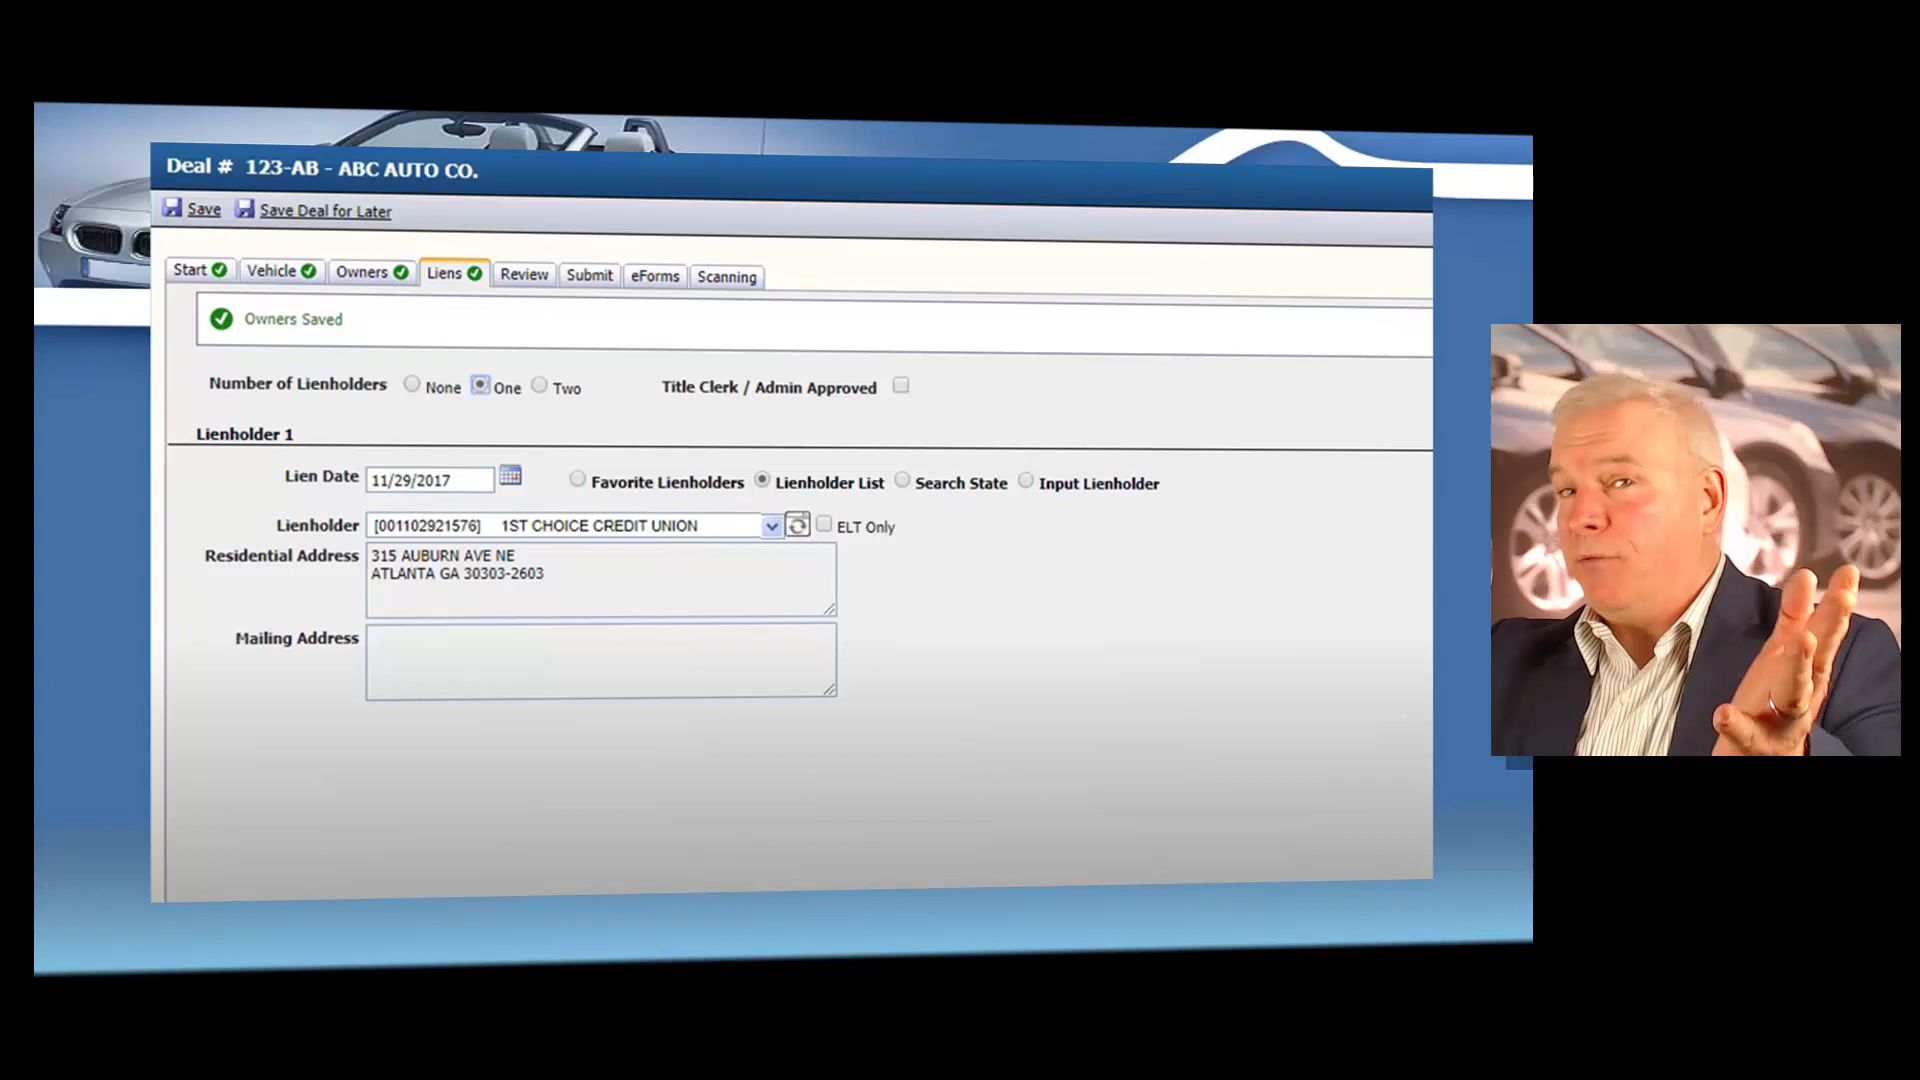 Deal # 123-AB - ABC AUTO CO.
Save Save Deal for Later
Start Vehicle Owners Liens Review Submit eForms Scanning
Owners Saved
Number of Lienholders None One Two Title Clerk / Admin Approved
Lienholder 1
Lien Date 11/29/2017 Favorite Lienholders Lienholder List Search State Input Lienholder
Lienholder [001102921576] 1ST CHOICE CREDIT UNION ELT Only
Residential Address 315 AUBURN AVE NE
ATLANTA GA 30303-2603
Mailing Address